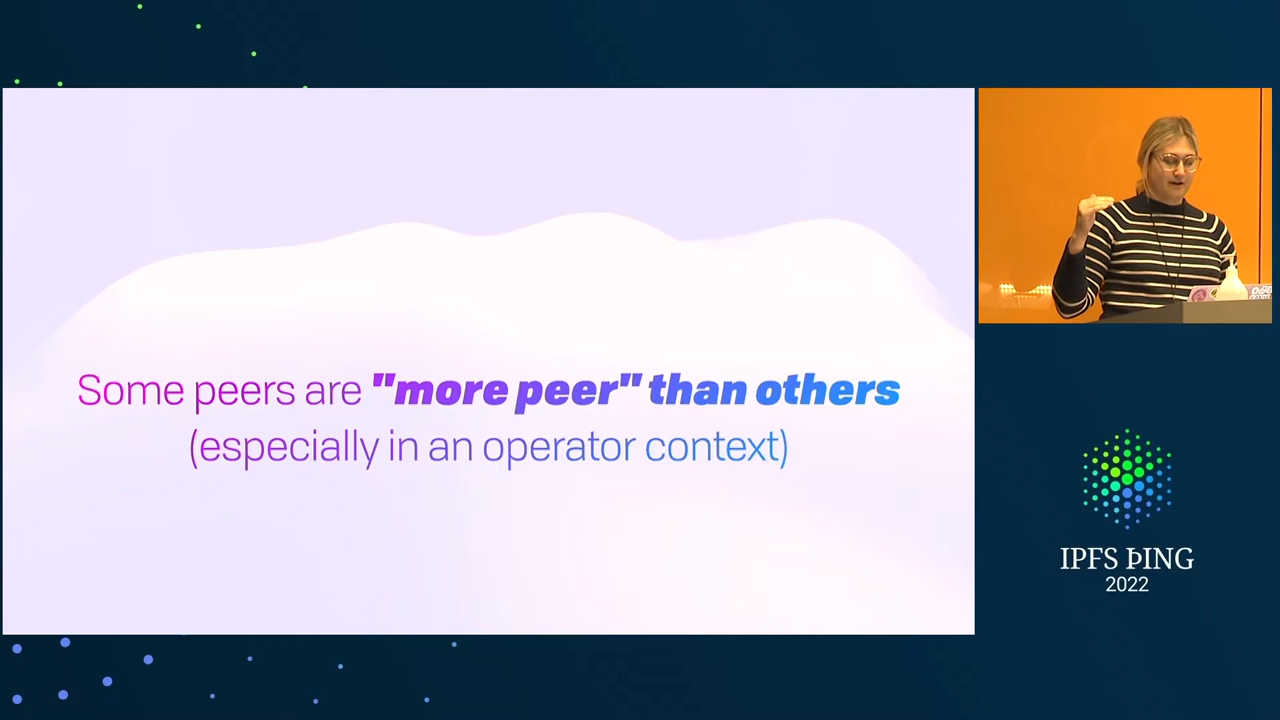 Some peers are "more peer" than others
(especially in an operator context)
IPFS ÞING
2022